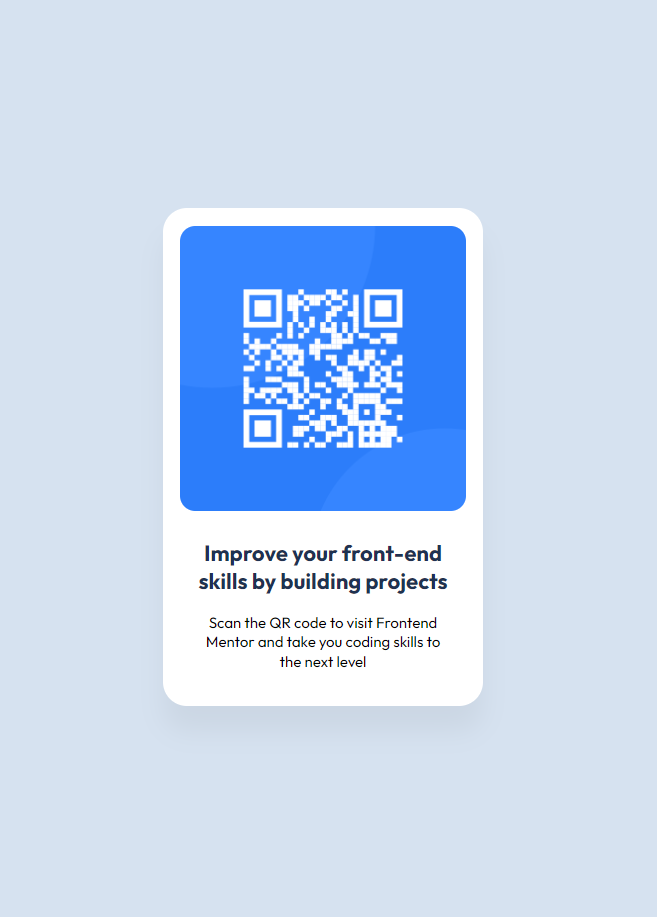 Improve your front-end
skills by building projects
Scan the QR code to visit Frontend
Mentor and take you coding skills to
the next level